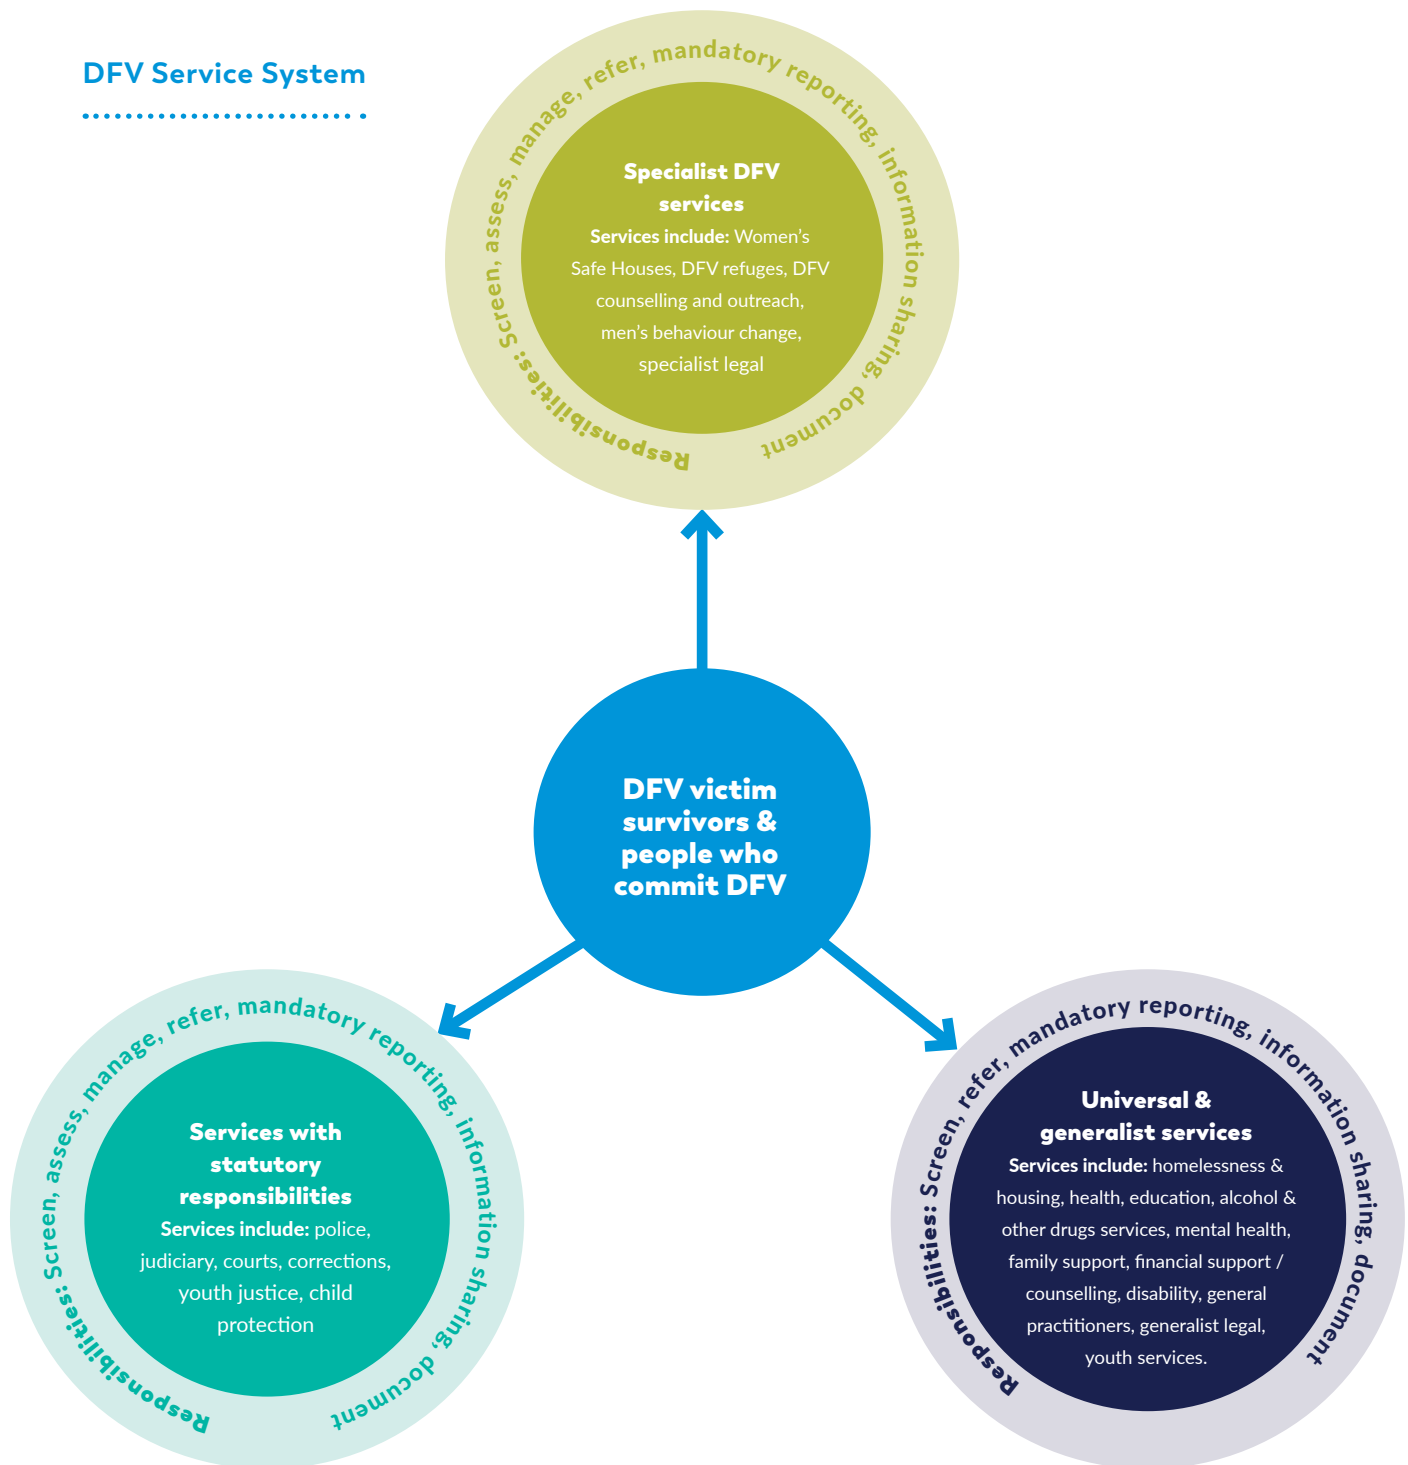 DFV Service System
Responsibilities: Screen, assess, manage, refer, mandatory reporting, information sharing, document
Specialist DFV
services
Services include: Women’s
Safe Houses, DFV refuges, DFV
counselling and outreach,
men’s behaviour change,
specialist legal
DFV victim
survivors &
people who
commit DFV
Responsibilities: Screen, assess, manage, refer, mandatory reporting, information sharing, document
Services with
statutory
responsibilities
Services include: police,
judiciary, courts, corrections,
youth justice, child
protection
Responsibilities: Screen, refer, mandatory reporting, information sharing, document
Universal &
generalist services
Services include: homelessness &
housing, health, education, alcohol &
other drugs services, mental health,
family support, financial support /
counselling, disability, general
practitioners, generalist legal,
youth services.